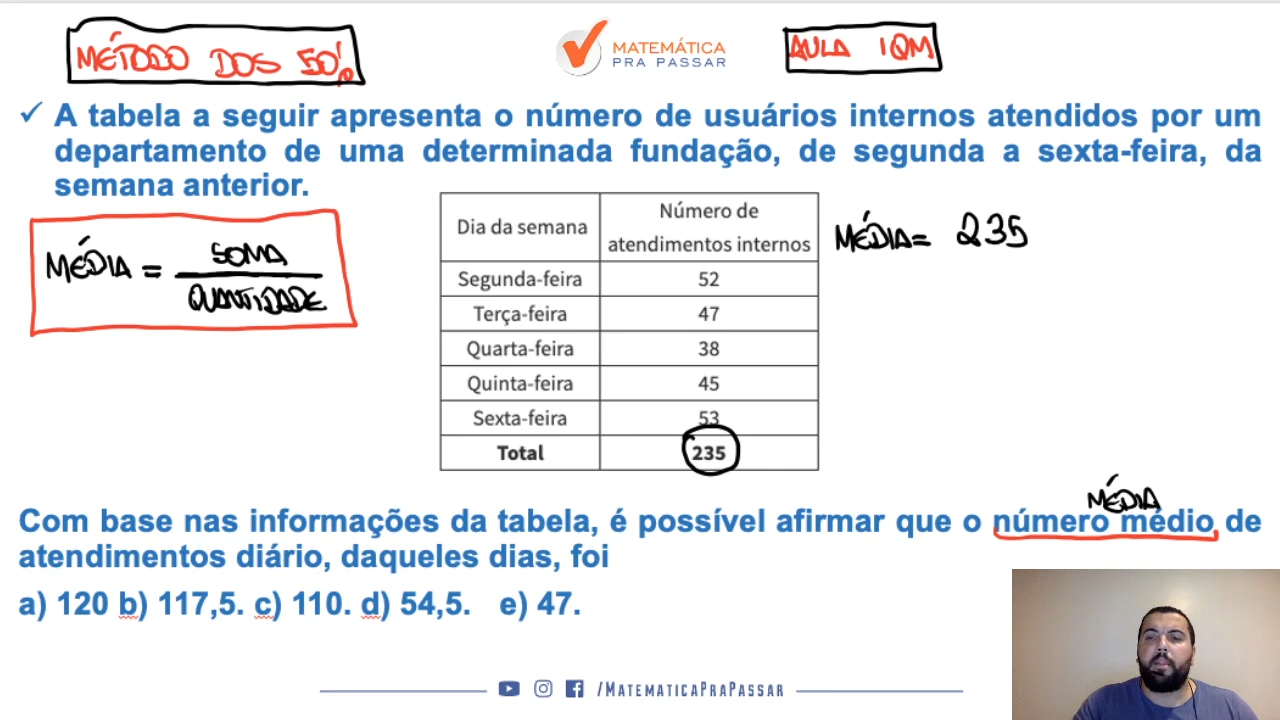 MÉTODO DOS 50!
MATEMÁTICA
PRA PASSAR
AULA 1QM
✓ A tabela a seguir apresenta o número de usuários internos atendidos por um
departamento de uma determinada fundação, de segunda a sexta-feira, da
semana anterior.
MÉDIA = SOMA
QUANTIDADE
Dia da semana Número de atendimentos internos
Segunda-feira 52
Terça-feira 47
Quarta-feira 38
Quinta-feira 45
Sexta-feira 53
Total 235
MÉDIA= 235
MÉDIA
Com base nas informações da tabela, é possível afirmar que o número médio de
atendimentos diário, daqueles dias, foi
a) 120 b) 117,5. c) 110. d) 54,5. e) 47.
/MATEMATICAPRAPASSAR